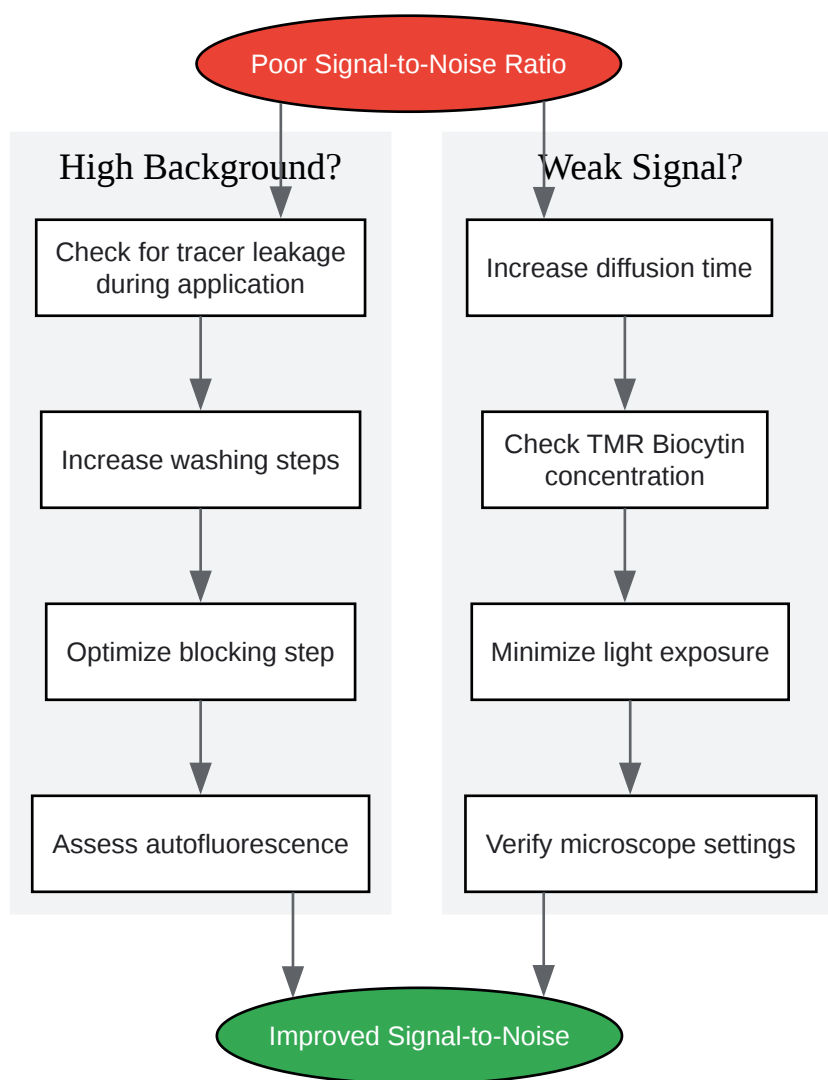 Poor Signal-to-Noise Ratio
High Background?
Check for tracer leakage
during application
Increase washing steps
Optimize blocking step
Assess autofluorescence
Weak Signal?
Increase diffusion time
Check TMR Biocytin
concentration
Minimize light exposure
Verify microscope settings
Improved Signal-to-Noise